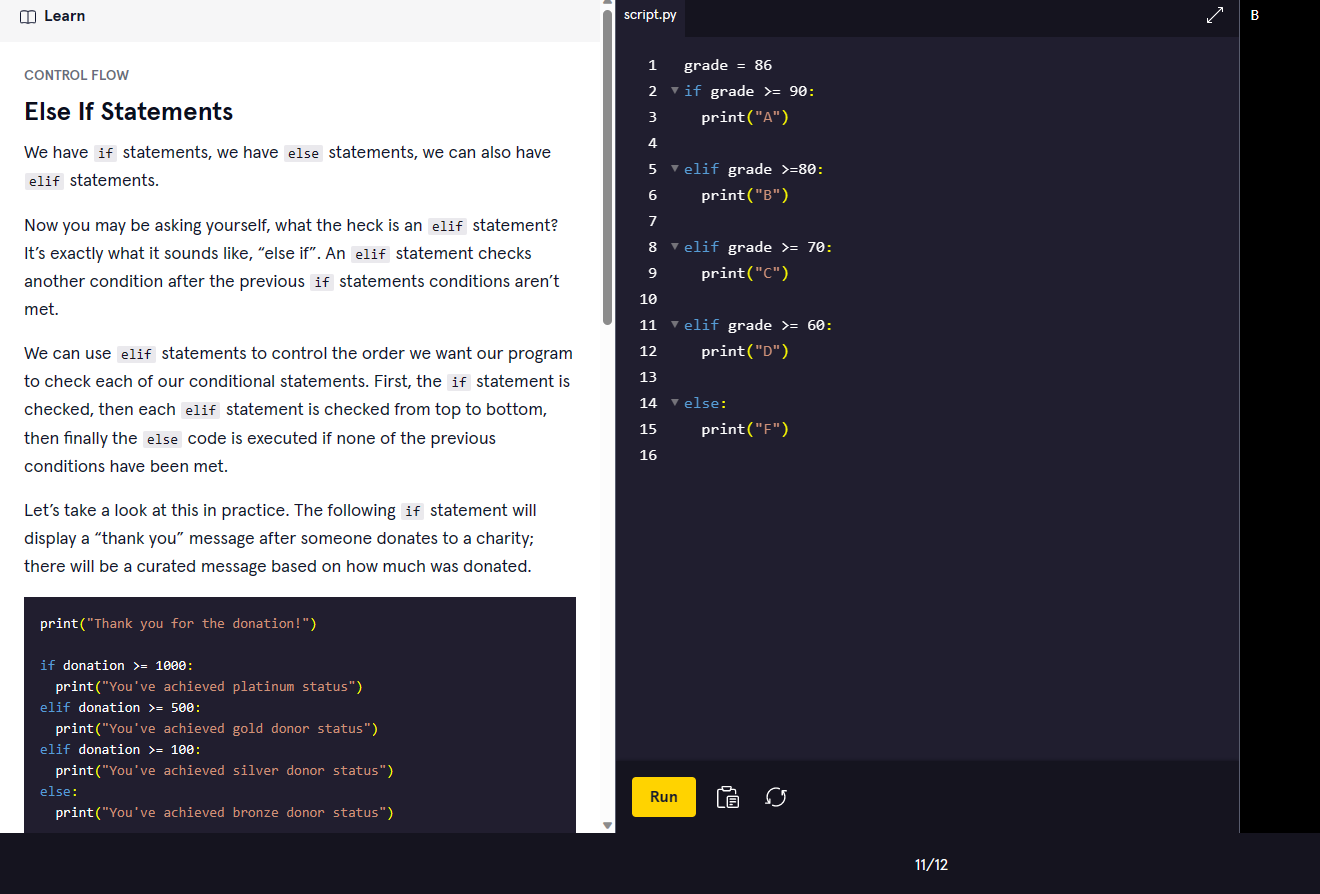 Learn
CONTROL FLOW
Else If Statements
We have if statements, we have else statements, we can also have
elif statements.
Now you may be asking yourself, what the heck is an elif statement?
It’s exactly what it sounds like, “else if”. An elif statement checks
another condition after the previous if statements conditions aren’t
met.
We can use elif statements to control the order we want our program
to check each of our conditional statements. First, the if statement is
checked, then each elif statement is checked from top to bottom,
then finally the else code is executed if none of the previous
conditions have been met.
Let’s take a look at this in practice. The following if statement will
display a “thank you” message after someone donates to a charity;
there will be a curated message based on how much was donated.
print("Thank you for the donation!")
if donation >= 1000:
  print("You've achieved platinum status")
elif donation >= 500:
  print("You've achieved gold donor status")
elif donation >= 100:
  print("You've achieved silver donor status")
else:
  print("You've achieved bronze donor status")
script.py
1 grade = 86
2 if grade >= 90:
3   print("A")
4
5 elif grade >=80:
6   print("B")
7
8 elif grade >= 70:
9   print("C")
10
11 elif grade >= 60:
12   print("D")
13
14 else:
15   print("F")
16
Run
B
11/12